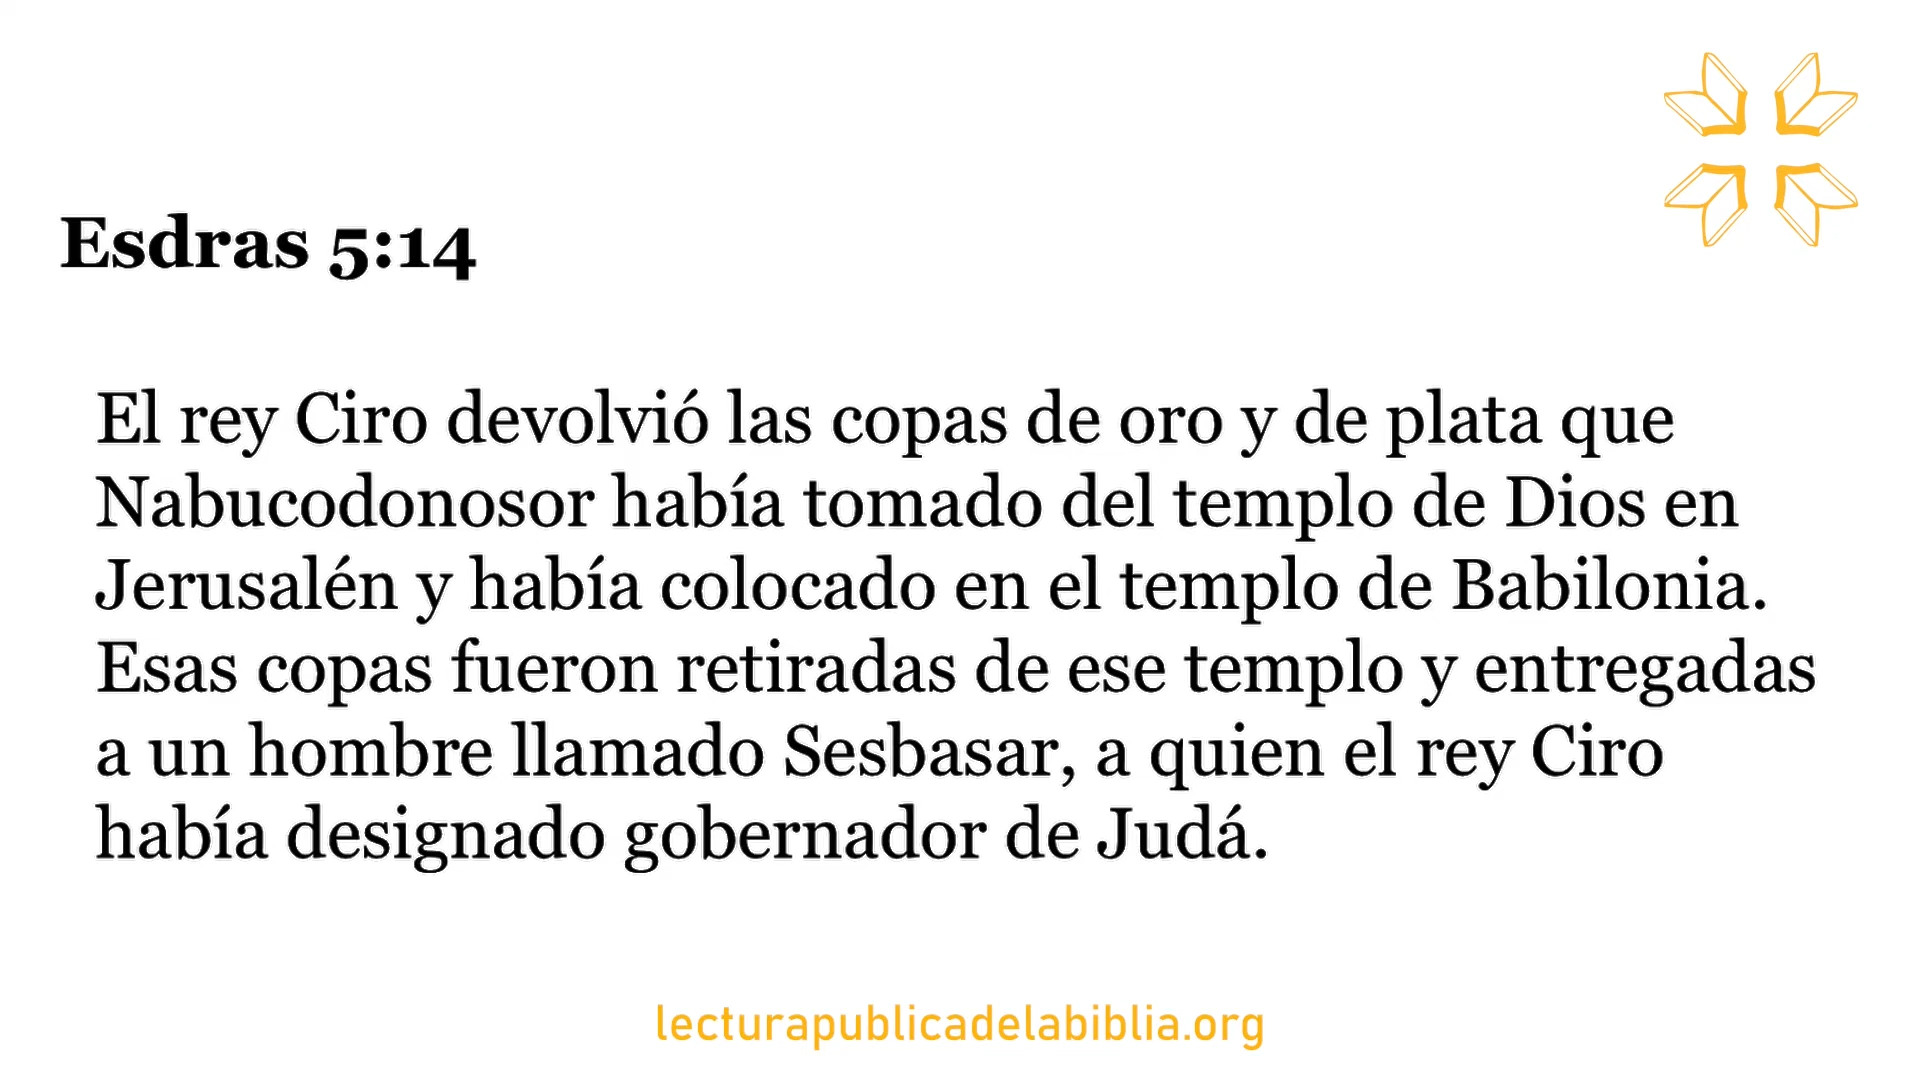 Esdras 5:14
El rey Ciro devolvió las copas de oro y de plata que
Nabucodonosor había tomado del templo de Dios en
Jerusalén y había colocado en el templo de Babilonia.
Esas copas fueron retiradas de ese templo y entregadas
a un hombre llamado Sesbasar, a quien el rey Ciro
había designado gobernador de Judá.
lecturapublicadelabiblia.org